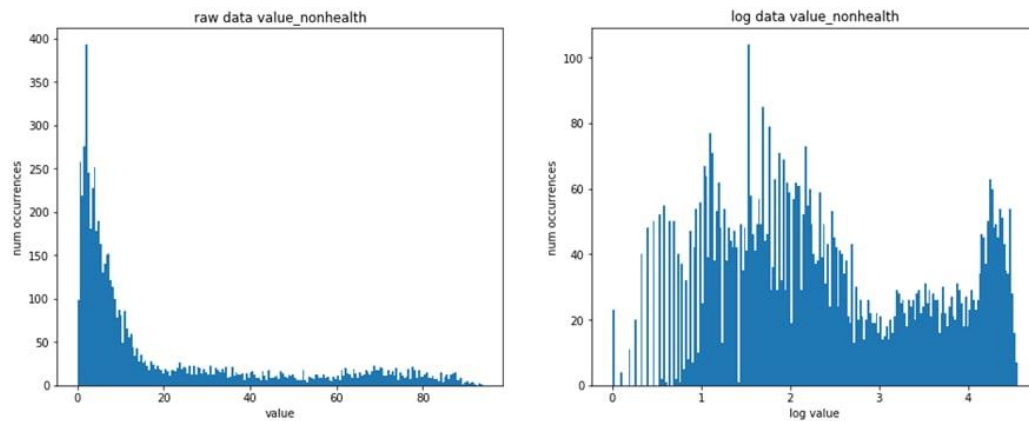 raw data value_nonhealth
num occurrences
400
350
300
250
200
150
100
50
0
0 20 40 60 80
value
log data value_nonhealth
num occurrences
100
80
60
40
20
0
0 1 2 3 4
log value